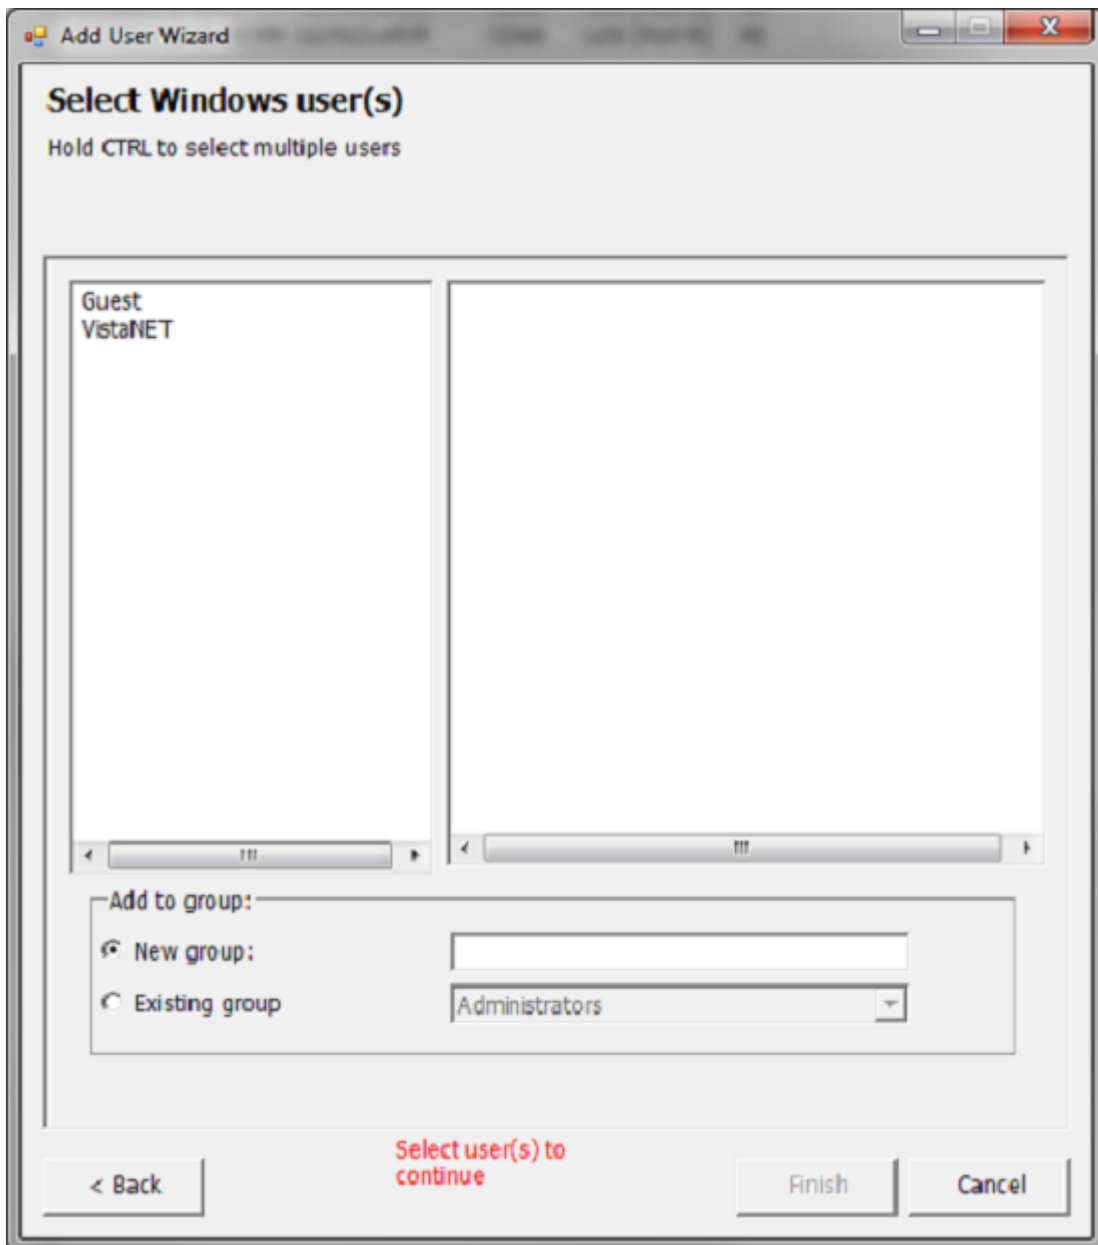 Add User Wizard
Select Windows user(s)
Hold CTRL to select multiple users
Guest
VistaNET
Add to group:
New group:
Existing group
Administrators
Select user(s) to
continue
< Back
Finish
Cancel